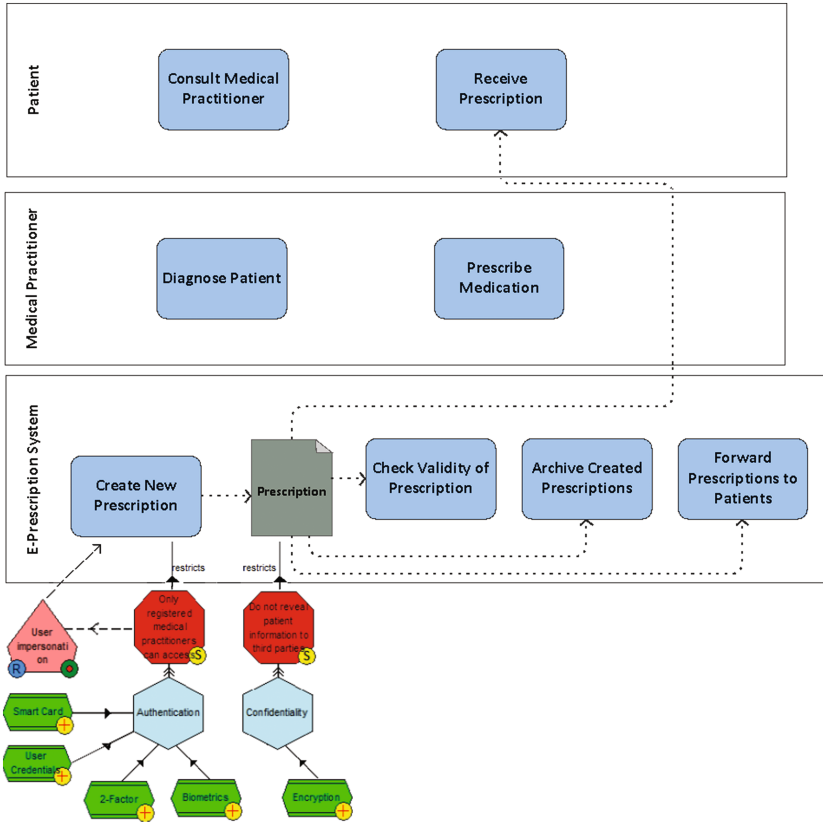 Patient
Consult Medical
Practitioner
Receive
Prescription
Medical Practitioner
Diagnose Patient
Prescribe
Medication
E-Prescription System
Create New
Prescription
Prescription
Check Validity of
Prescription
Archive Created
Prescriptions
Forward
Prescriptions to
Patients
restricts
restricts
User
impersonati
on
R
Only
registered
medical
practitioners
can access
S
Do not reveal
patient
information to
third parties
S
Smart Card
Authentication
Confidentiality
User
Credentials
2-Factor
Biometrics
Encryption